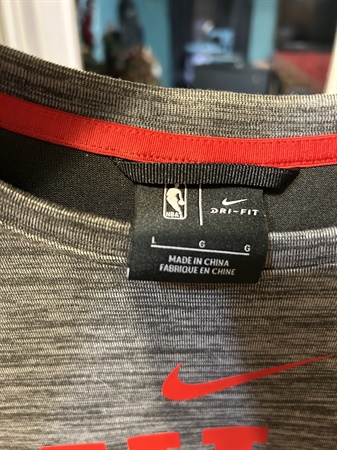 NBA
DRI-FIT
L G G
MADE IN CHINA
FABRIQUE EN CHINE